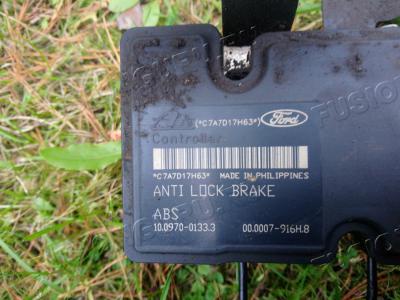 (*C7A7D17H63*) Ford
Controller
*C7A7D17H63* MADE IN PHILIPPINES
ANTI LOCK BRAKE
ABS
10.0970-0133.3 00.0007-916H.8